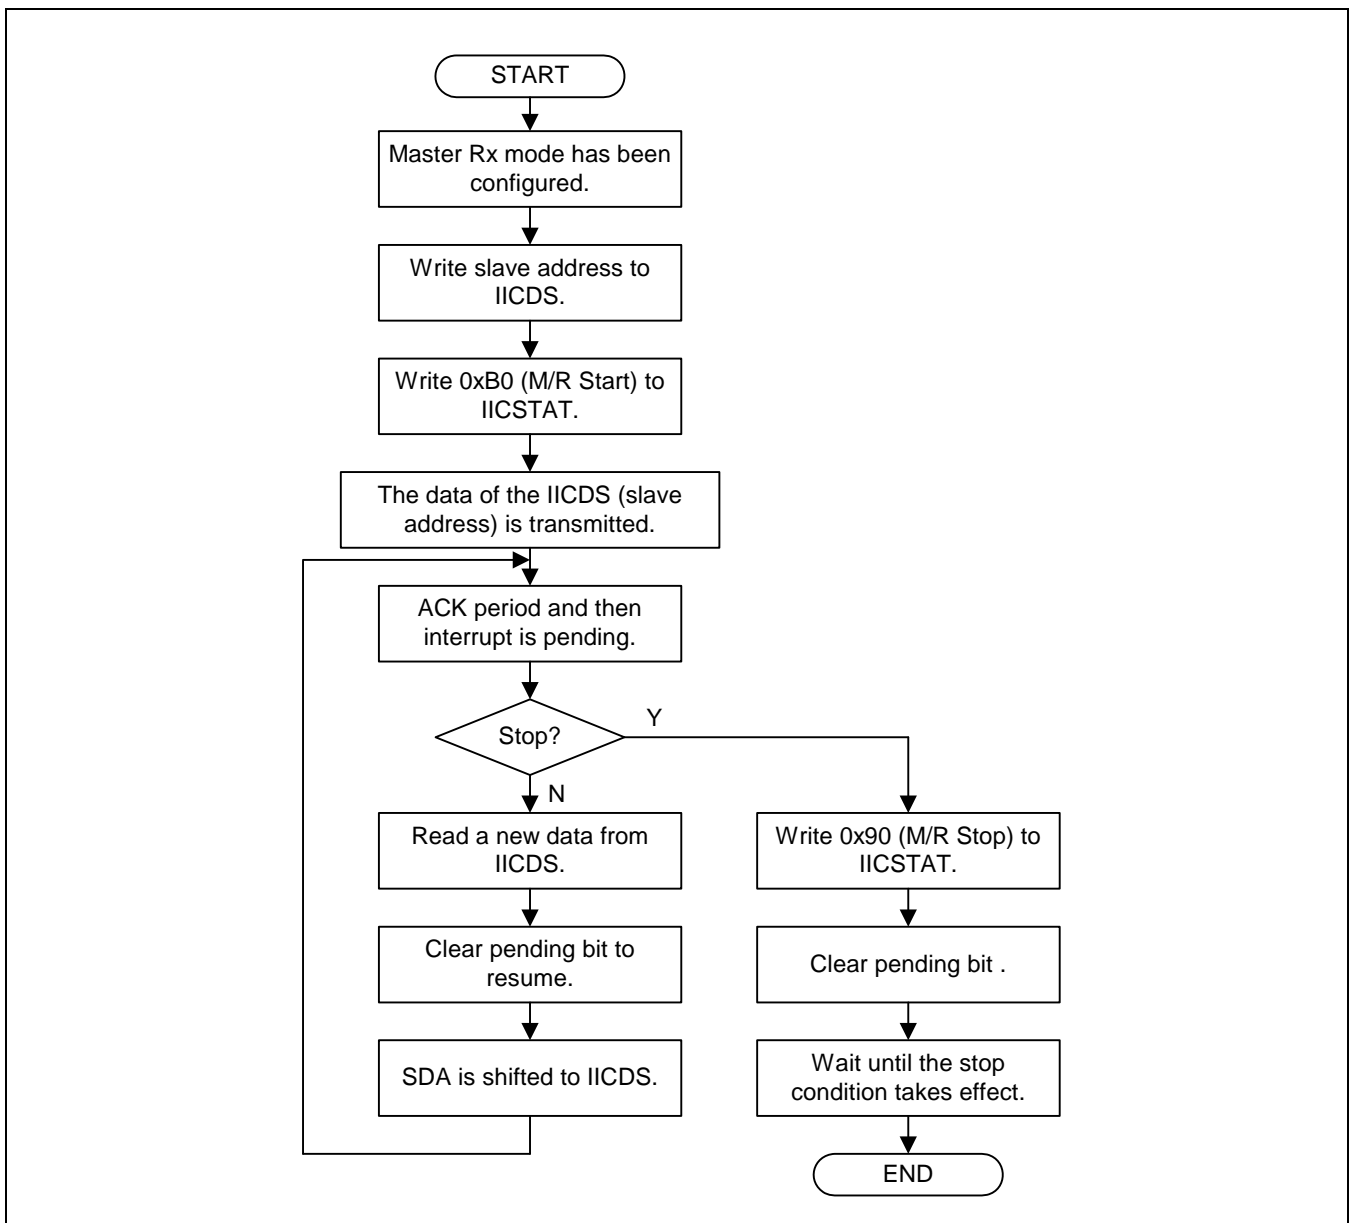 START
Master Rx mode has been
configured.
Write slave address to
IICDS.
Write 0xB0 (M/R Start) to
IICSTAT.
The data of the IICDS (slave
address) is transmitted.
ACK period and then
interrupt is pending.
Stop?
Y
N
Read a new data from
IICDS.
Clear pending bit to
resume.
SDA is shifted to IICDS.
Write 0x90 (M/R Stop) to
IICSTAT.
Clear pending bit .
Wait until the stop
condition takes effect.
END